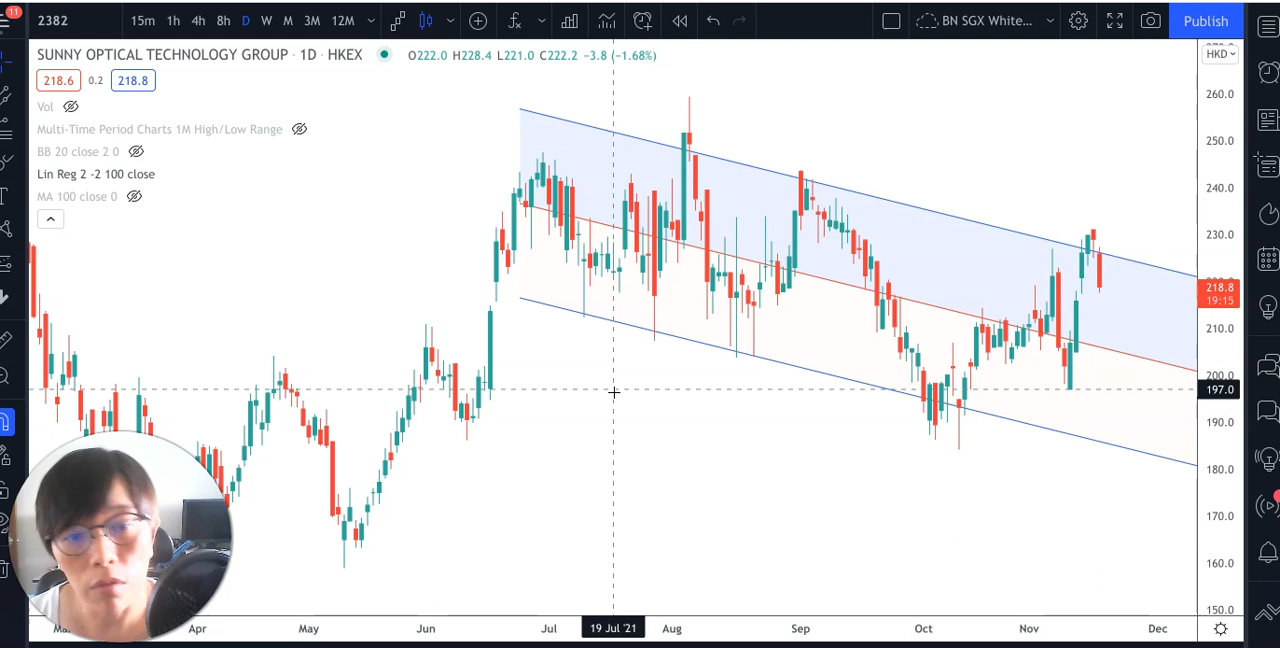 11
2382 15m 1h 4h 8h D W M 3M 12M BN SGX White... Publish
SUNNY OPTICAL TECHNOLOGY GROUP · 1D · HKEX O222.0 H228.4 L221.0 C222.2 −3.8 (−1.68%)
HKD
218.6 0.2 218.8
Vol
Multi-Time Period Charts 1M High/Low Range
BB 20 close 2 0
Lin Reg 2 -2 100 close
MA 100 close 0
260.0
250.0
240.0
230.0
218.8
19:15
210.0
200.0
197.0
190.0
180.0
170.0
160.0
150.0
Apr May Jun Jul 19 Jul '21 Aug Sep Oct Nov Dec